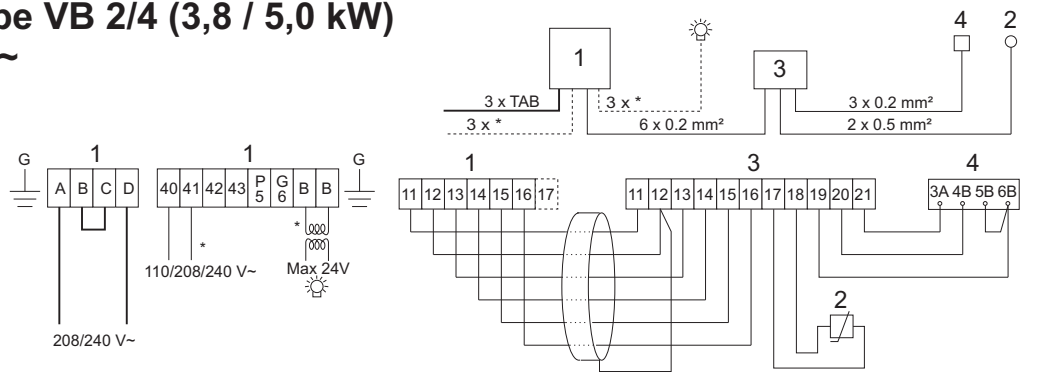 pe VB 2/4 (3,8 / 5,0 kW)
~
1
3
4 2
3 x TAB
3 x *
3 x *
6 x 0.2 mm²
3 x 0.2 mm²
2 x 0.5 mm²
G 1 1 G
A B C D
40 41 42 43 P5 G6 B B
*
*
110/208/240 V~
Max 24V
208/240 V~
1 3 4
11 12 13 14 15 16 17
11 12 13 14 15 16 17 18 19 20 21
3A 4B 5B 6B
2